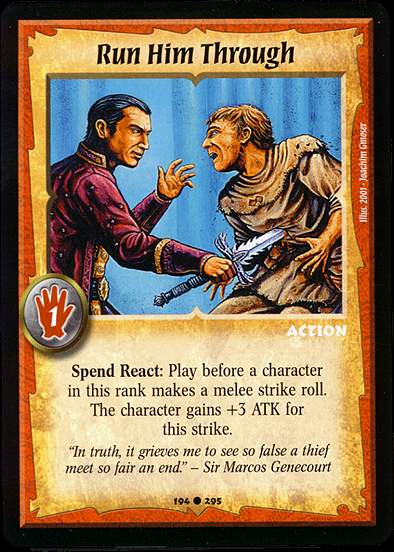 Run Him Through
Illus. 2001 - Joachim Gmoser
1
ACTION
Spend React: Play before a character
in this rank makes a melee strike roll.
The character gains +3 ATK for
this strike.
"In truth, it grieves me to see so false a thief
meet so fair an end." – Sir Marcos Genecourt
194 ● 295